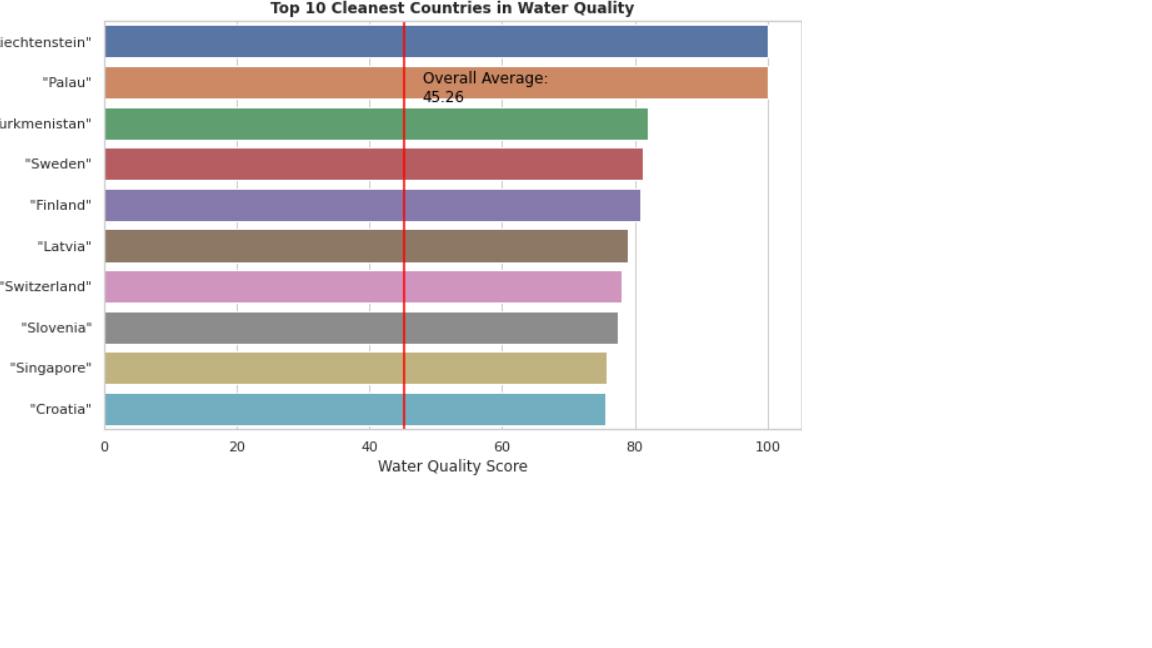 Top 10 Cleanest Countries in Water Quality
iechtenstein"
"Palau"
Overall Average:
45.26
urkmenistan"
"Sweden"
"Finland"
"Latvia"
"Switzerland"
"Slovenia"
"Singapore"
"Croatia"
0 20 40 60 80 100
Water Quality Score